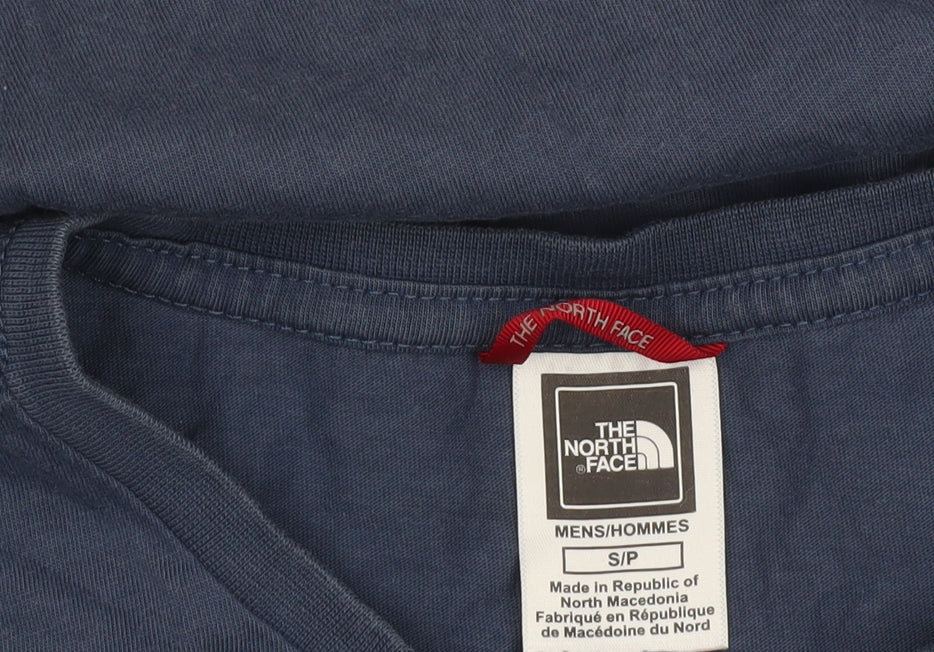 THE NORTH FACE
THE
NORTH
®FACE
MENS/HOMMES
S/P
Made in Republic of
North Macedonia
Fabriqué en République
de Macédoine du Nord